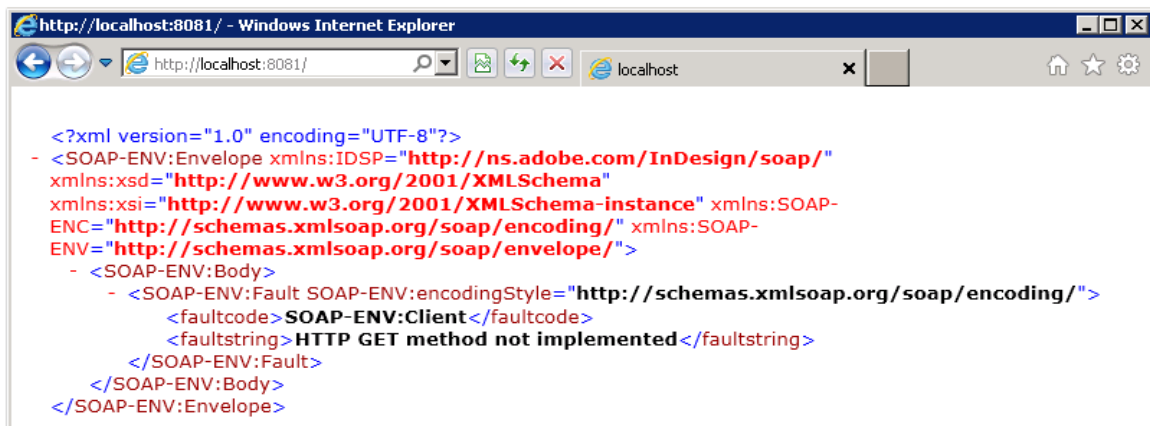 http://localhost:8081/ - Windows Internet Explorer
http://localhost:8081/
localhost
<?xml version="1.0" encoding="UTF-8"?>
- <SOAP-ENV:Envelope xmlns:IDSP="http://ns.adobe.com/InDesign/soap/"
xmlns:xsd="http://www.w3.org/2001/XMLSchema"
xmlns:xsi="http://www.w3.org/2001/XMLSchema-instance" xmlns:SOAP-
ENC="http://schemas.xmlsoap.org/soap/encoding/" xmlns:SOAP-
ENV="http://schemas.xmlsoap.org/soap/envelope/">
- <SOAP-ENV:Body>
- <SOAP-ENV:Fault SOAP-ENV:encodingStyle="http://schemas.xmlsoap.org/soap/encoding/">
<faultcode>SOAP-ENV:Client</faultcode>
<faultstring>HTTP GET method not implemented</faultstring>
</SOAP-ENV:Fault>
</SOAP-ENV:Body>
</SOAP-ENV:Envelope>